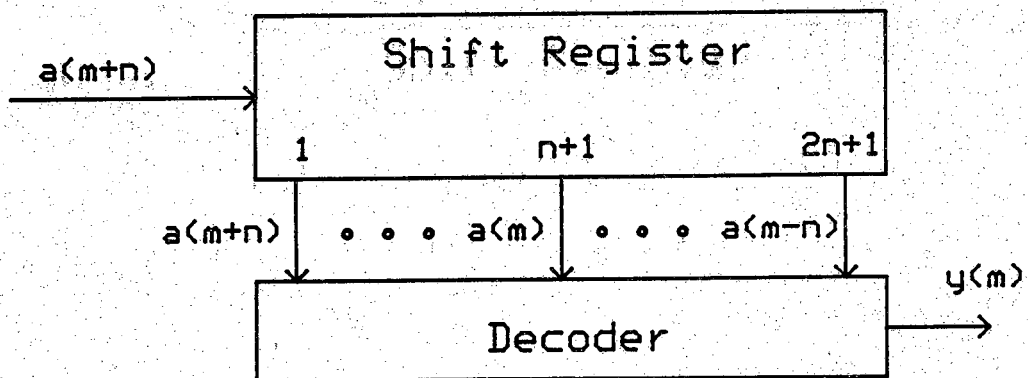 Shift Register
a(m+n)
1 n+1 2n+1
a(m+n) a(m) a(m-n)
y(m)
Decoder